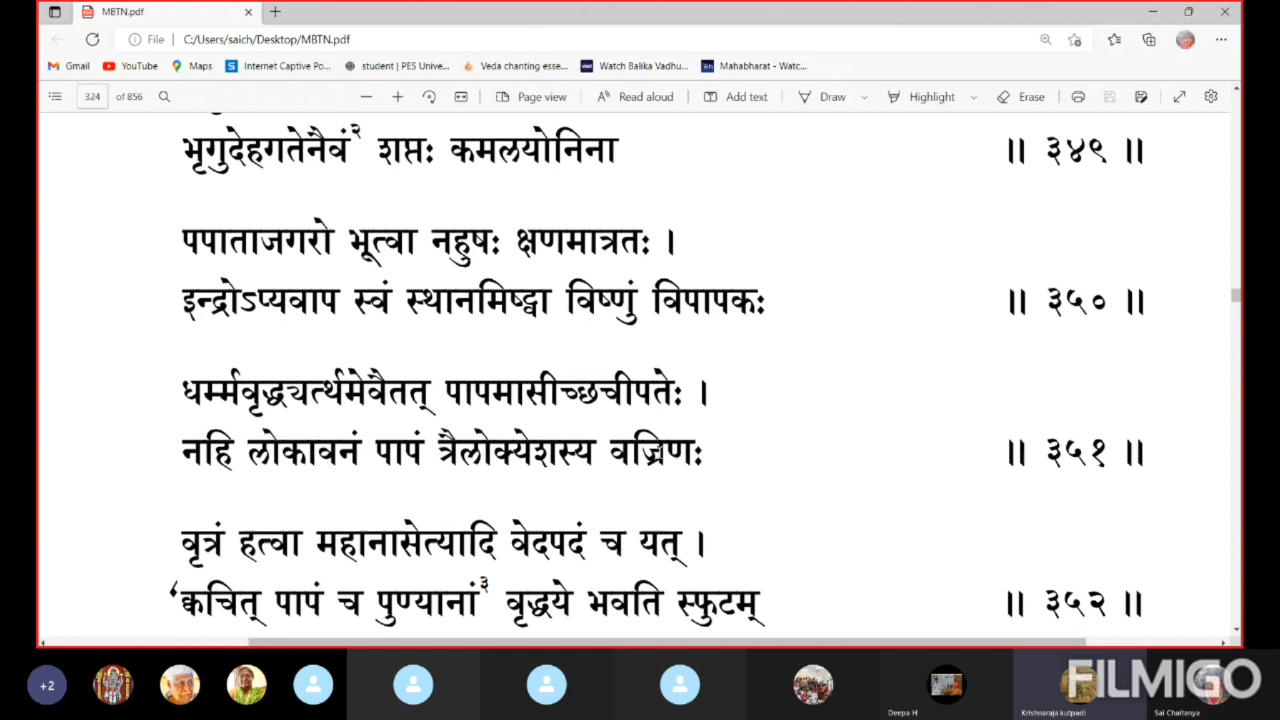 MBTN.pdf
File C:/Users/saich/Desktop/MBTN.pdf
Gmail YouTube Maps Internet Captive Po... student | PES Unive... Veda chanting esse... Watch Balika Vadhu... Mahabharat - Watc...
324 of 856 Page view Read aloud Add text Draw Highlight Erase
भृगुदेहगतेनैवं२ शप्तः कमलयोनिना ॥ ३४९ ॥
पपाताजगरो भूत्वा नहुषः क्षणमात्रतः ।
इन्द्रोऽप्यवाप स्वं स्थानमिष्ट्वा विष्णुं विपापकः ॥ ३५० ॥
धर्म्मवृद्ध्यर्त्थमेवैतत् पापमासीच्छचीपतेः ।
नहि लोकावनं पापं त्रैलोक्येशस्य वज्रिणः ॥ ३५१ ॥
वृत्रं हत्वा महानासेत्यादि वेदपदं च यत् ।
‘क्वचित् पापं च पुण्यानां३ वृद्धये भवति स्फुटम् ॥ ३५२ ॥
+2
Deepa H Krishnaraja kutpadi Sai Chaitanya
FILMIGO